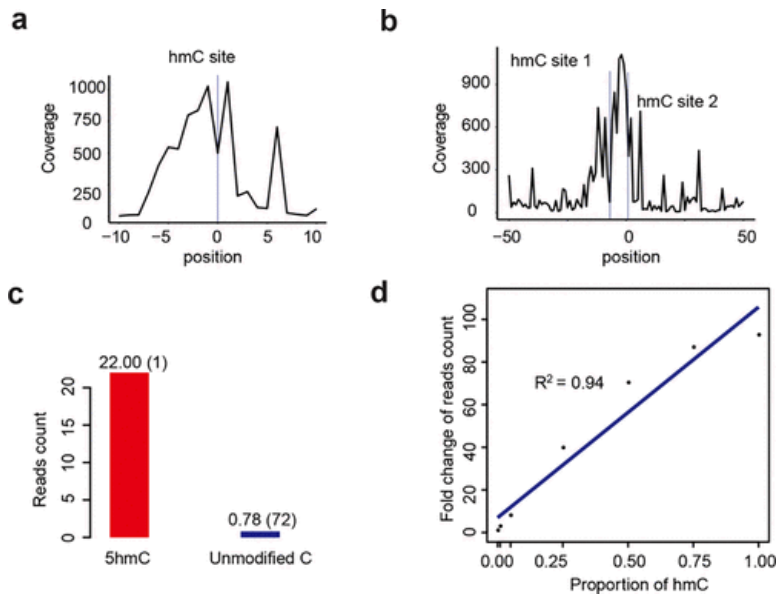 a
hmC site
Coverage
1000
750
500
250
0
−10
−5
0
5
10
position
b
hmC site 1
hmC site 2
Coverage
900
600
300
0
−50
0
50
position
c
22.00 (1)
0.78 (72)
Reads count
20
15
10
5
0
5hmC
Unmodified C
d
R² = 0.94
Fold change of reads count
100
80
60
40
20
0
0.00
0.25
0.50
0.75
1.00
Proportion of hmC